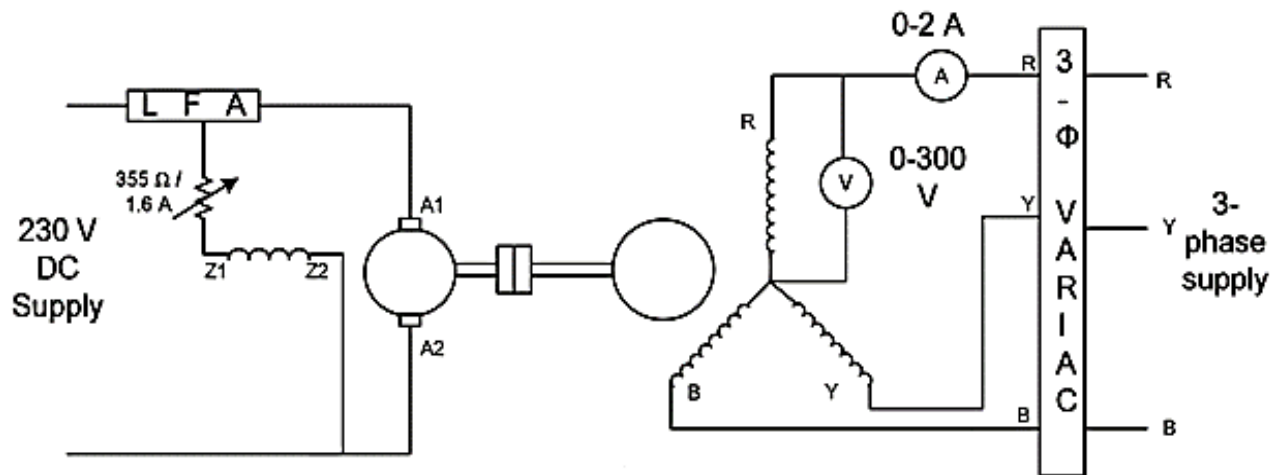 230 V
DC
Supply
L F A
355 Ω /
1.6 A
Z1 Z2
A1
A2
0-2 A
A
R
R
V
0-300
V
B
Y
R
Y
B
3
-
Φ
V
A
R
I
A
C
R
Y
B
3-
phase
supply